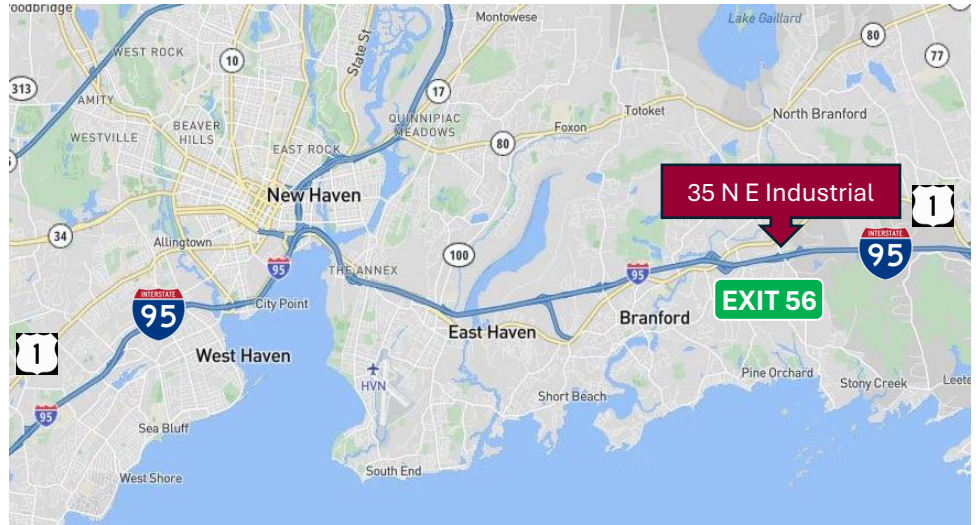 oodbridge
Montowese
Lake Gaillard
80
WEST ROCK
10
State St
77
313
AMITY
17
WESTVILLE
BEAVER
HILLS
QUINNIPIAC
MEADOWS
Totoket
North Branford
EAST ROCK
80
Foxon
New Haven
35 N E Industrial
1
34
Allingtown
100
INTERSTATE
95
95
THE ANNEX
95
INTERSTATE
95
City Point
EXIT 56
East Haven
Branford
1
West Haven
HVN
Pine Orchard
Stony Creek
Leete
Short Beach
95
Sea Bluff
South End
West Shore